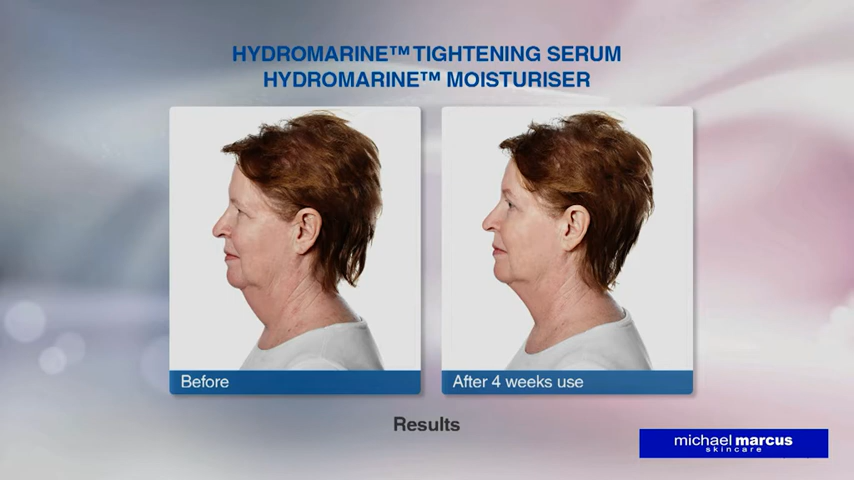 HYDROMARINE™ TIGHTENING SERUM
HYDROMARINE™ MOISTURISER
Before
After 4 weeks use
Results
michael marcus
skincare